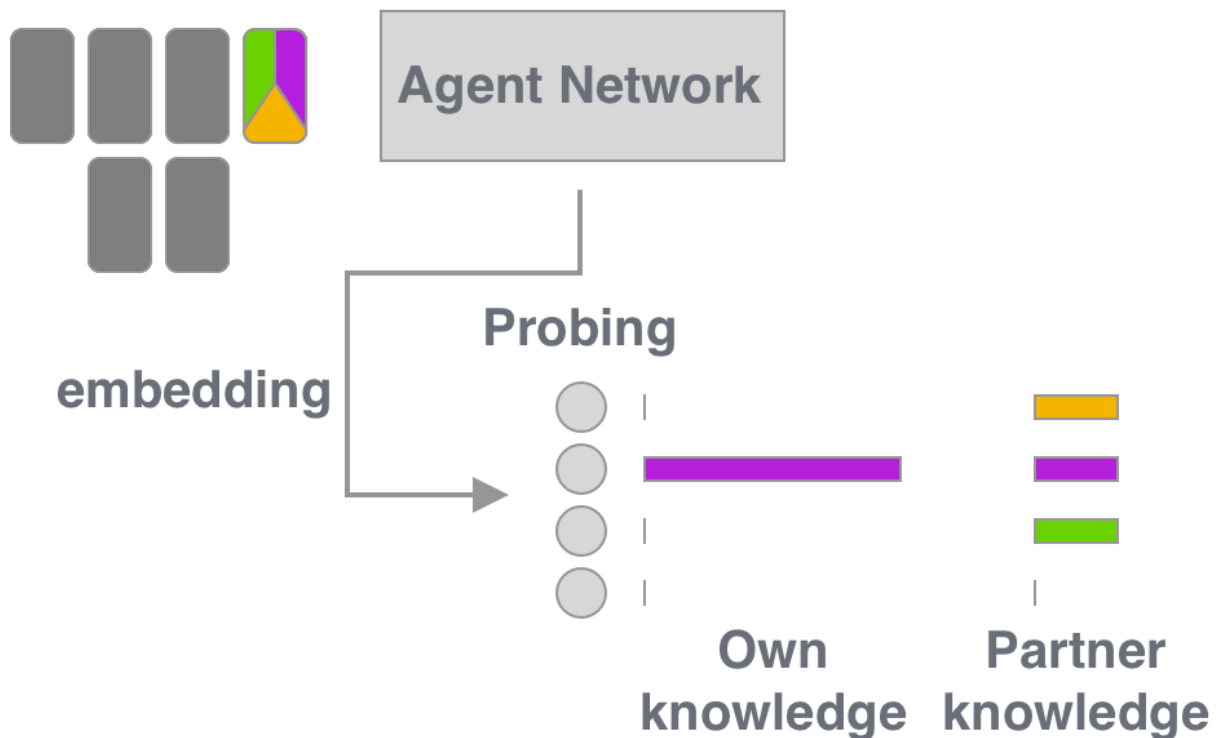 Agent Network
Probing
embedding
Own
knowledge
Partner
knowledge